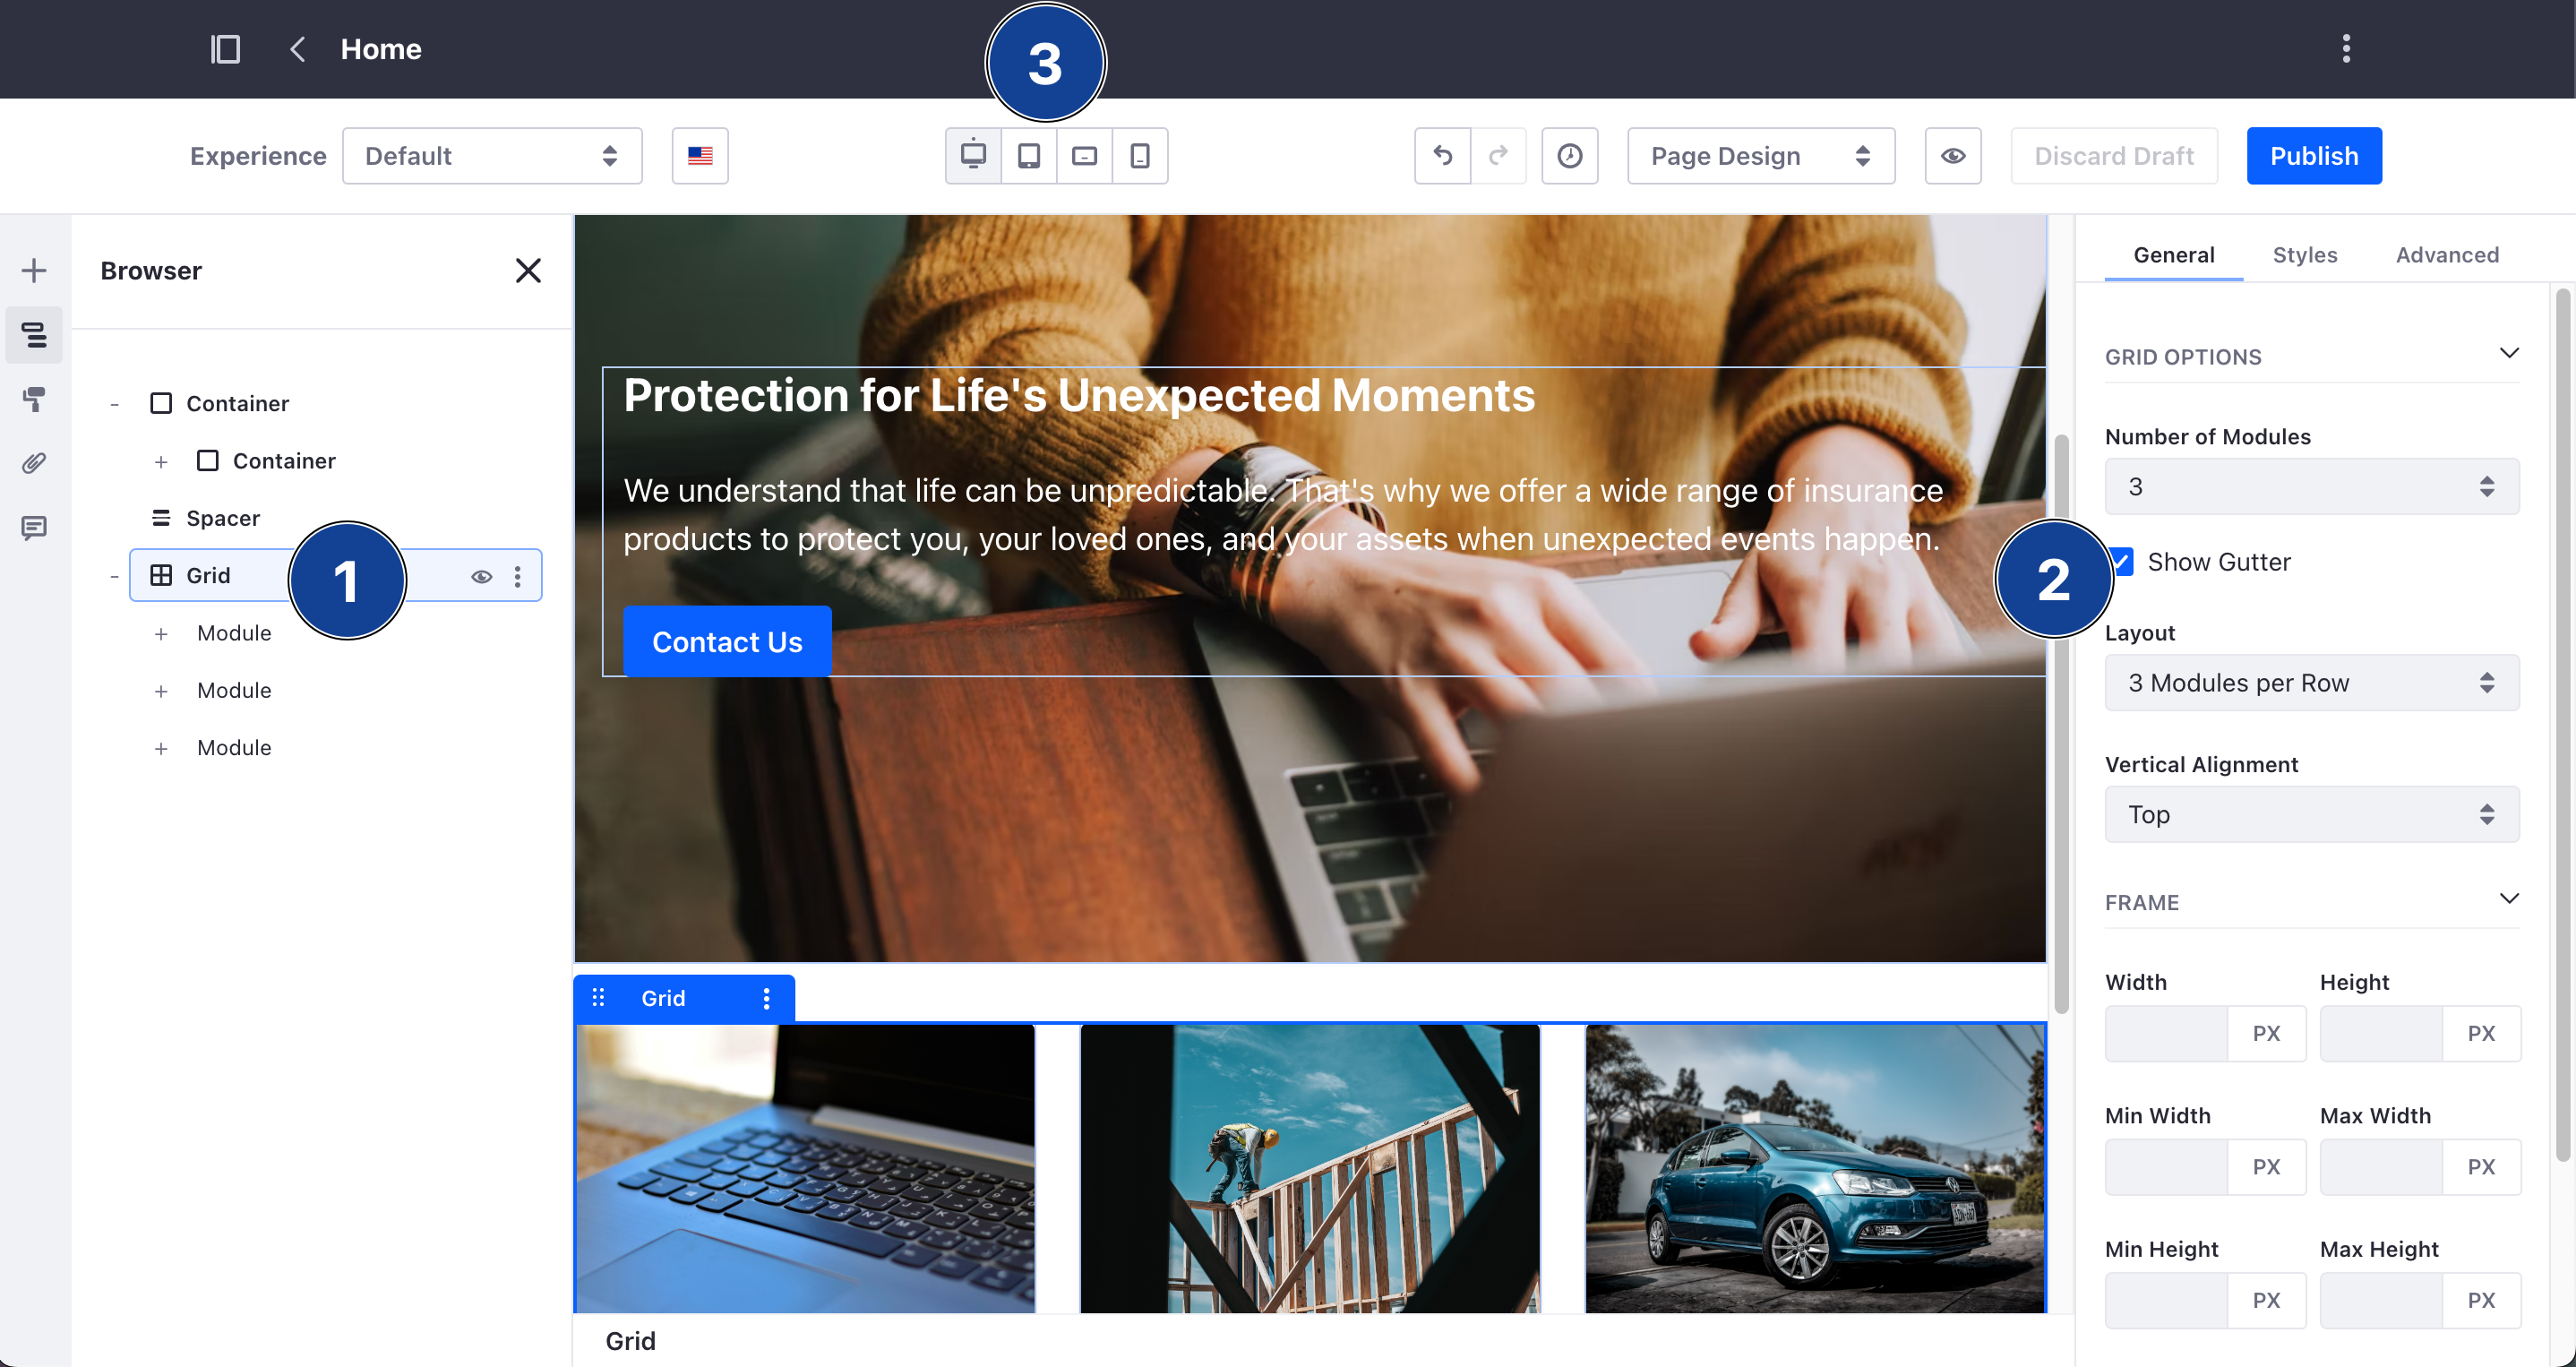 Home
3
Experience
Default
Page Design
Discard Draft
Publish
Browser
Container
Container
Spacer
Grid
1
Module
Module
Module
Protection for Life's Unexpected Moments
We understand that life can be unpredictable. That's why we offer a wide range of insurance
products to protect you, your loved ones, and your assets when unexpected events happen.
Contact Us
Grid
Grid
2
General
Styles
Advanced
GRID OPTIONS
Number of Modules
3
Show Gutter
Layout
3 Modules per Row
Vertical Alignment
Top
FRAME
Width
Height
PX
PX
Min Width
Max Width
PX
PX
Min Height
Max Height
PX
PX